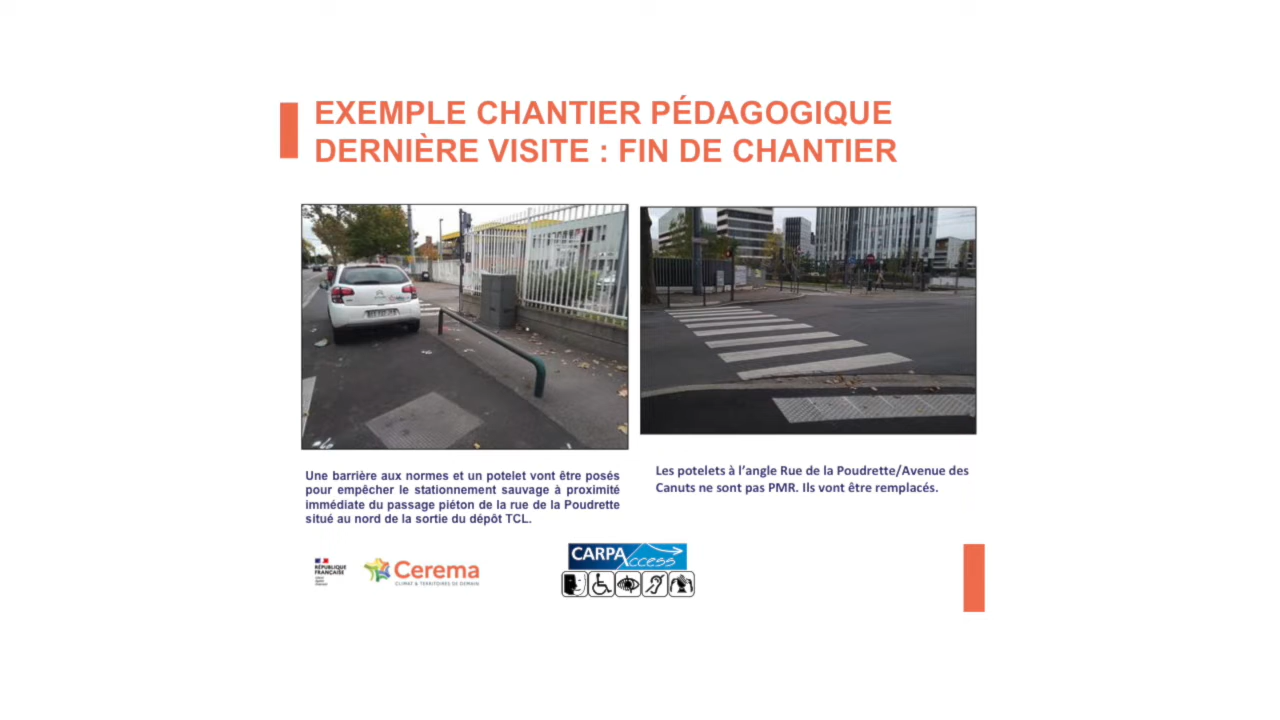 EXEMPLE CHANTIER PÉDAGOGIQUE
DERNIÈRE VISITE : FIN DE CHANTIER
Une barrière aux normes et un potelet vont être posés
pour empêcher le stationnement sauvage à proximité
immédiate du passage piéton de la rue de la Poudrette
situé au nord de la sortie du dépôt TCL.
Les potelets à l’angle Rue de la Poudrette/Avenue des
Canuts ne sont pas PMR. Ils vont être remplacés.
RÉPUBLIQUE
FRANÇAISE
Cerema
CLIMAT & TERRITOIRES DE DEMAIN
CARPA
Access